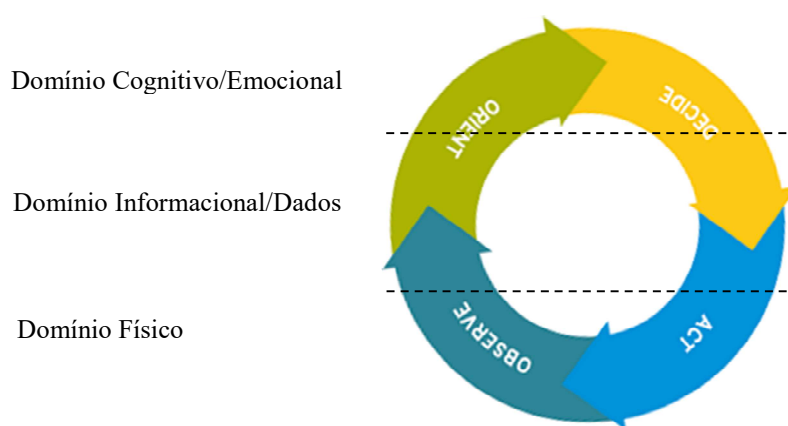 Domínio Cognitivo/Emocional
ORIENT
DECIDE
Domínio Informacional/Dados
Domínio Físico
OBSERVE
ACT